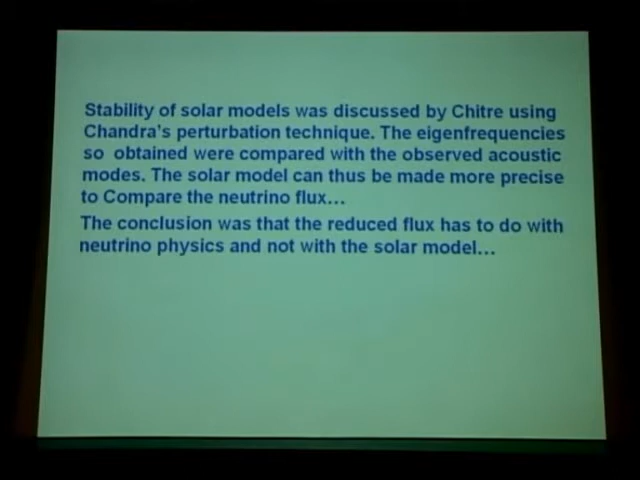 Stability of solar models was discussed by Chitre using
Chandra's perturbation technique. The eigenfrequencies
so obtained were compared with the observed acoustic
modes. The solar model can thus be made more precise
to Compare the neutrino flux...
The conclusion was that the reduced flux has to do with
neutrino physics and not with the solar model...